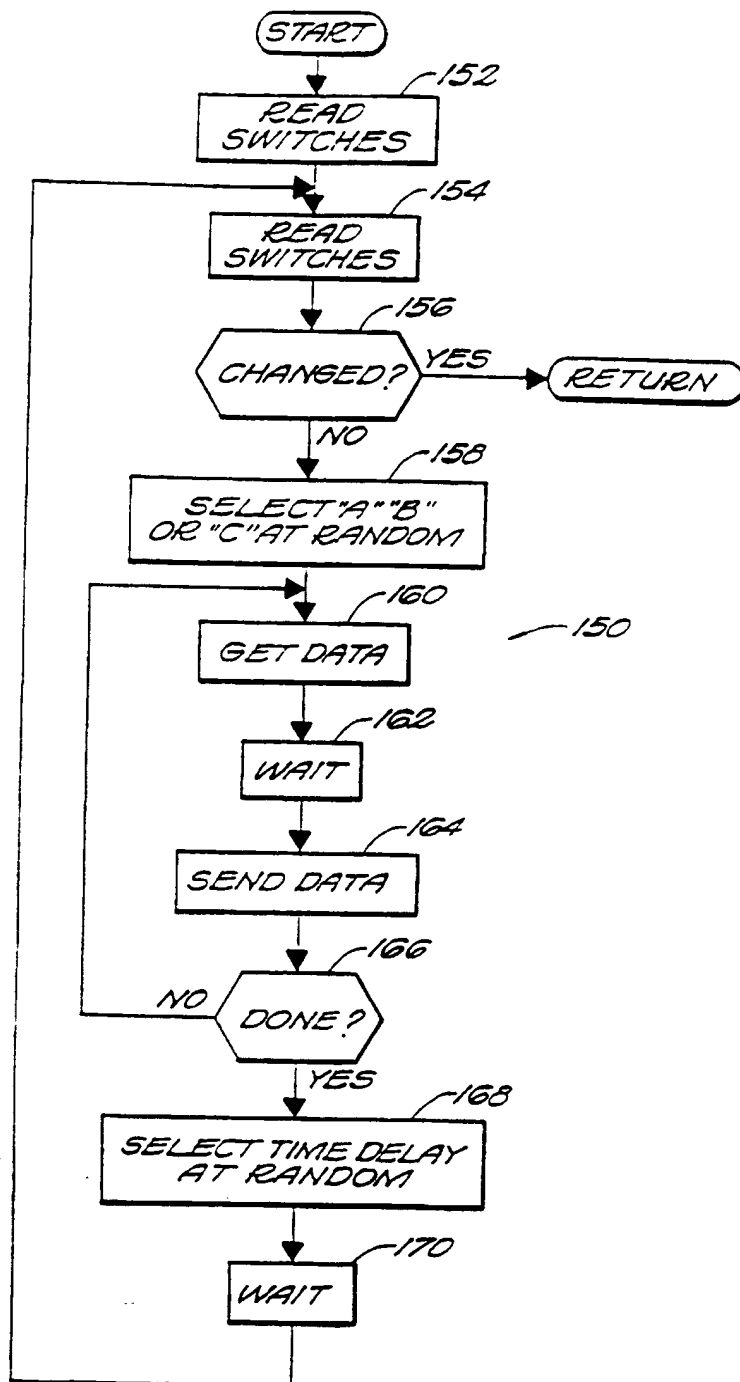 START
152
READ
SWITCHES
154
READ
SWITCHES
156
CHANGED?
YES
RETURN
NO
158
SELECT "A" "B"
OR "C" AT RANDOM
160
GET DATA
150
162
WAIT
164
SEND DATA
166
NO
DONE?
YES
168
SELECT TIME DELAY
AT RANDOM
170
WAIT